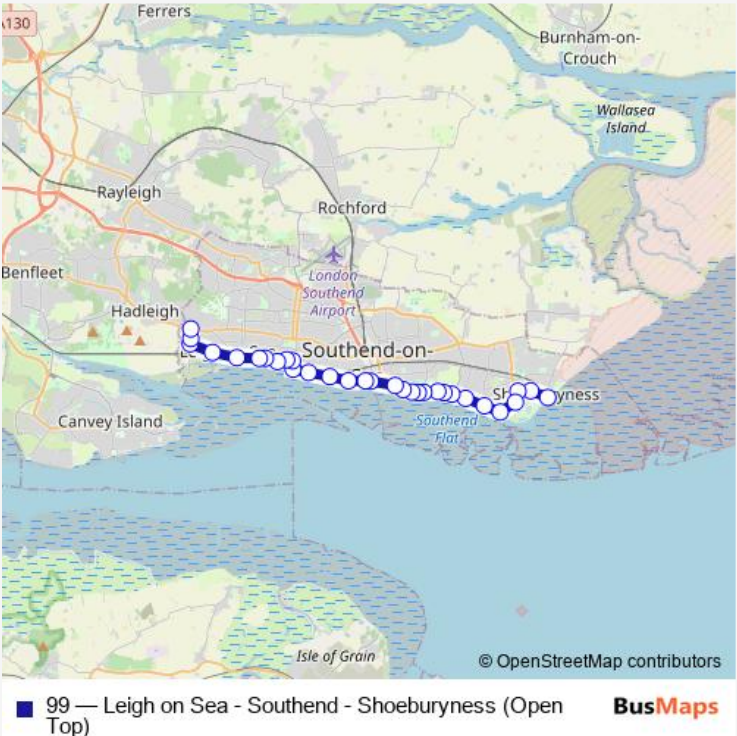 A130
Ferrers
Burnham-on-
Crouch
Wallasea
Island
Rayleigh
Rochford
Benfleet
London
Southend
Airport
Hadleigh
Southend-on-
Canvey Island
Southend
Flat
Isle of Grain
© OpenStreetMap contributors
99 — Leigh on Sea - Southend - Shoeburyness (Open
Top)
BusMaps